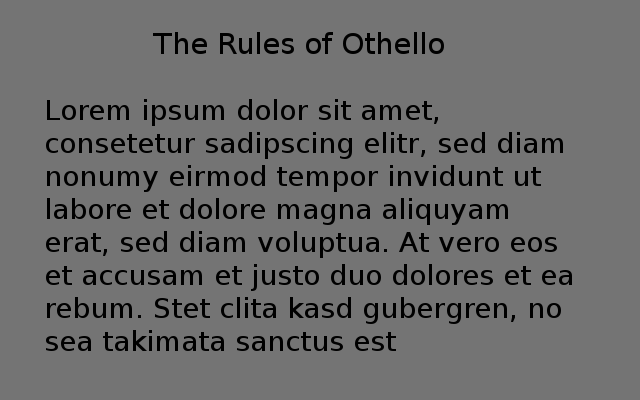 The Rules of Othello
Lorem ipsum dolor sit amet,
consetetur sadipscing elitr, sed diam
nonumy eirmod tempor invidunt ut
labore et dolore magna aliquyam
erat, sed diam voluptua. At vero eos
et accusam et justo duo dolores et ea
rebum. Stet clita kasd gubergren, no
sea takimata sanctus est